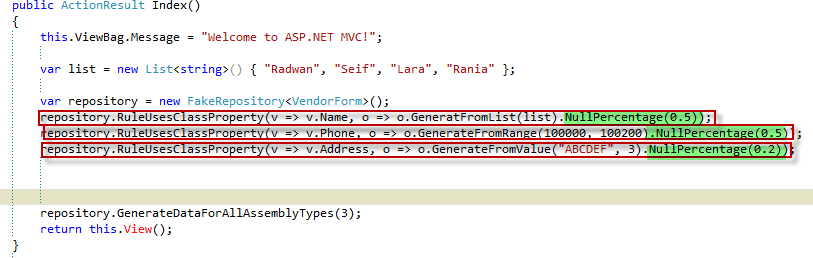 public ActionResult Index()
{
this.ViewBag.Message = "Welcome to ASP.NET MVC!";
var list = new List<string>() { "Radwan", "Seif", "Lara", "Rania" };
var repository = new FakeRepository<VendorForm>();
repository.RuleUsesClassProperty(v => v.Name, o => o.GeneratFromList(list).NullPercentage(0.5));
repository.RuleUsesClassProperty(v => v.Phone, o => o.GenerateFromRange(100000, 100200).NullPercentage(0.5));
repository.RuleUsesClassProperty(v => v.Address, o => o.GenerateFromValue("ABCDEF", 3).NullPercentage(0.2));
repository.GenerateDataForAllAssemblyTypes(3);
return this.View();
}